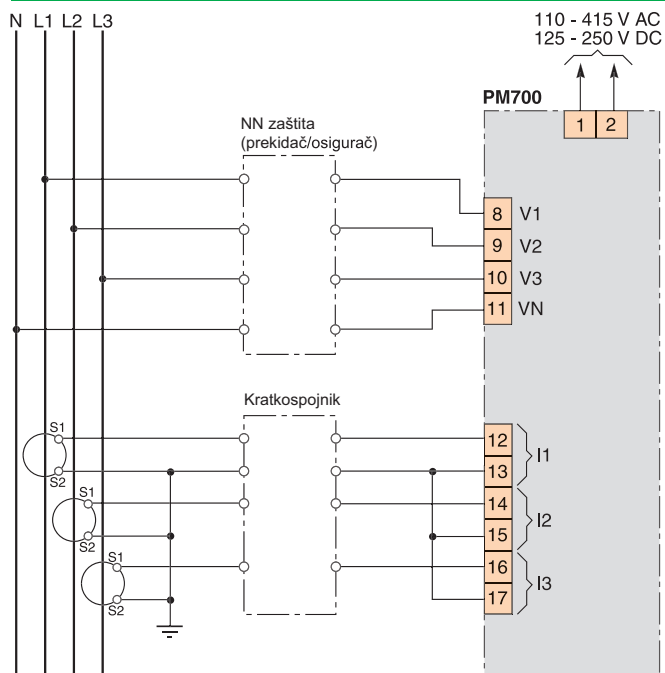 N L1 L2 L3
110 - 415 V AC
125 - 250 V DC
PM700
1 2
NN zaštita
(prekidač/osigurač)
8 V1
9 V2
10 V3
11 VN
Kratkospojnik
S1
S2
S1
S2
S1
S2
12
13
I1
14
15
I2
16
17
I3